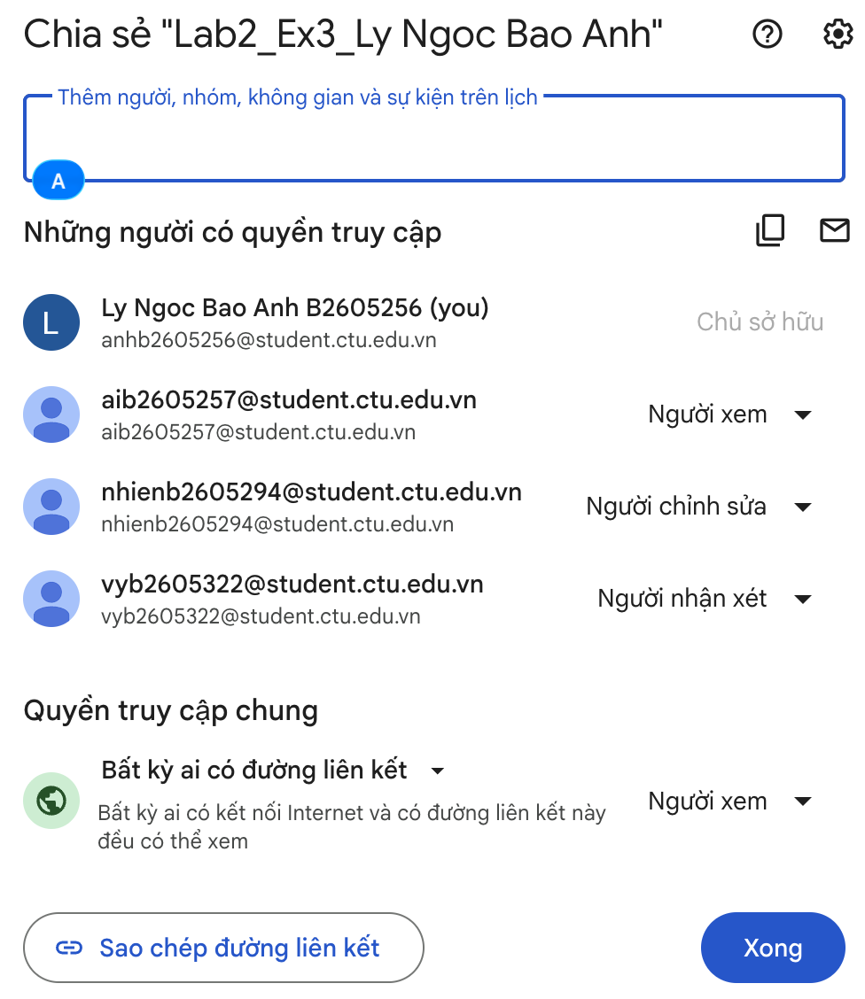 Chia sẻ "Lab2_Ex3_Ly Ngoc Bao Anh"
Thêm người, nhóm, không gian và sự kiện trên lịch
A
Những người có quyền truy cập
L
Ly Ngoc Bao Anh B2605256 (you)
anhb2605256@student.ctu.edu.vn
Chủ sở hữu
aib2605257@student.ctu.edu.vn
aib2605257@student.ctu.edu.vn
Người xem
nhienb2605294@student.ctu.edu.vn
nhienb2605294@student.ctu.edu.vn
Người chỉnh sửa
vyb2605322@student.ctu.edu.vn
vyb2605322@student.ctu.edu.vn
Người nhận xét
Quyền truy cập chung
Bất kỳ ai có đường liên kết
Bất kỳ ai có kết nối Internet và có đường liên kết này
đều có thể xem
Người xem
Sao chép đường liên kết
Xong